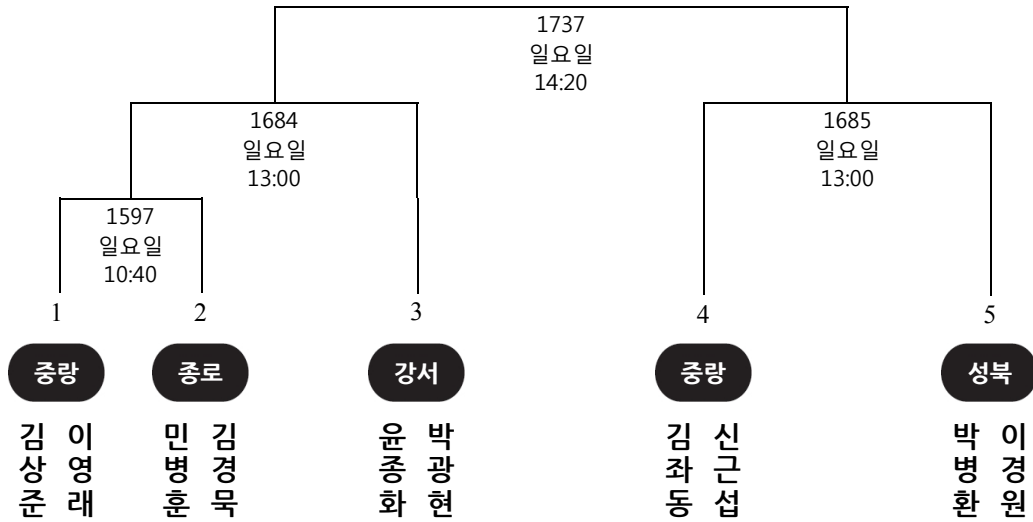 1737
일요일
14:20
1684
일요일
13:00
1685
일요일
13:00
1597
일요일
10:40
1 2 3 4 5
중랑 종로 강서 중랑 성북
김상준 이영래
민병훈 김경묵
윤종화 박광현
김좌동 신근섭
박병환 이경원